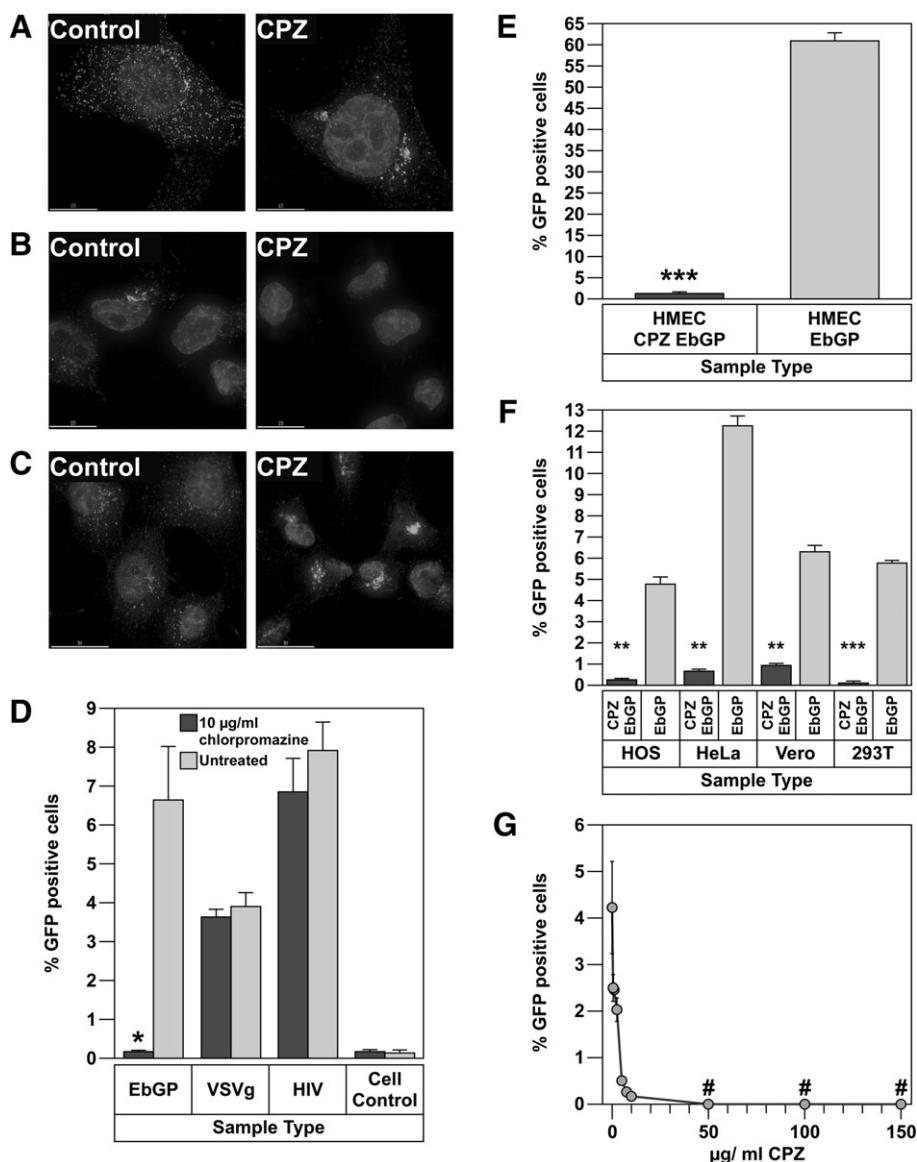 A
Control
CPZ
B
Control
CPZ
C
Control
CPZ
D
9
8
7
6
5
4
3
2
1
0
% GFP positive cells
10 µg/ml
chlorpromazine
Untreated
*
EbGP VSVg HIV Cell
Control
Sample Type
E
65
60
55
50
45
40
35
30
25
20
15
10
5
0
% GFP positive cells
***
HMEC
CPZ EbGP
HMEC
EbGP
Sample Type
F
13
12
11
10
9
8
7
6
5
4
3
2
1
0
% GFP positive cells
** ** ** ***
CPZ
EbGP
EbGP
CPZ
EbGP
EbGP
CPZ
EbGP
EbGP
CPZ
EbGP
EbGP
HOS HeLa Vero 293T
Sample Type
G
6
5
4
3
2
1
0
% GFP positive cells
# # #
0 50 100 150
µg/ ml CPZ